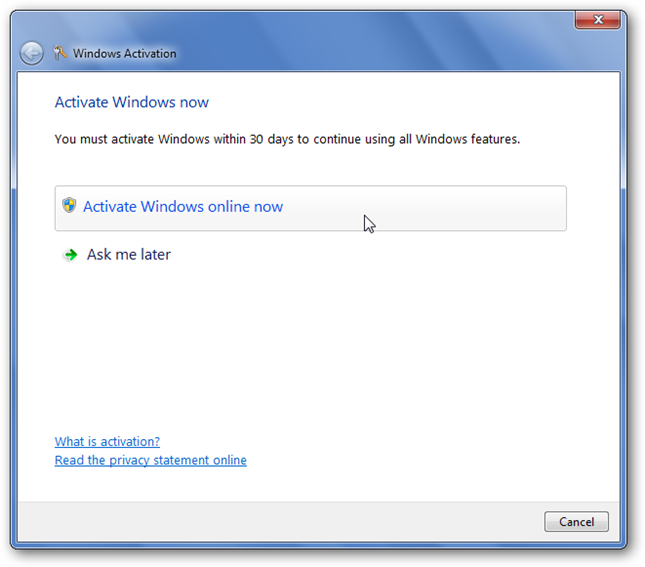 Windows Activation
Activate Windows now
You must activate Windows within 30 days to continue using all Windows features.
Activate Windows online now
Ask me later
What is activation?
Read the privacy statement online
Cancel